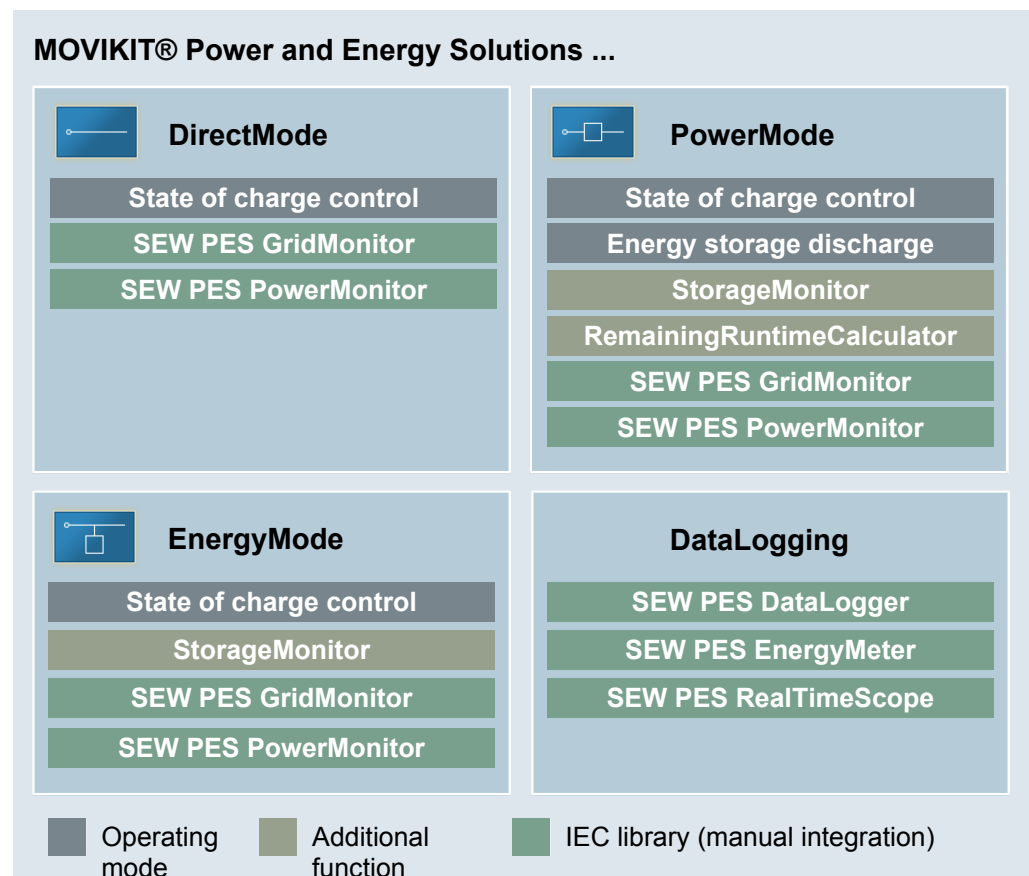 MOVIKIT® Power and Energy Solutions ...
DirectMode
State of charge control
SEW PES GridMonitor
SEW PES PowerMonitor
PowerMode
State of charge control
Energy storage discharge
StorageMonitor
RemainingRuntimeCalculator
SEW PES GridMonitor
SEW PES PowerMonitor
EnergyMode
State of charge control
StorageMonitor
SEW PES GridMonitor
SEW PES PowerMonitor
DataLogging
SEW PES DataLogger
SEW PES EnergyMeter
SEW PES RealTimeScope
Operating
mode
Additional
function
IEC library (manual integration)